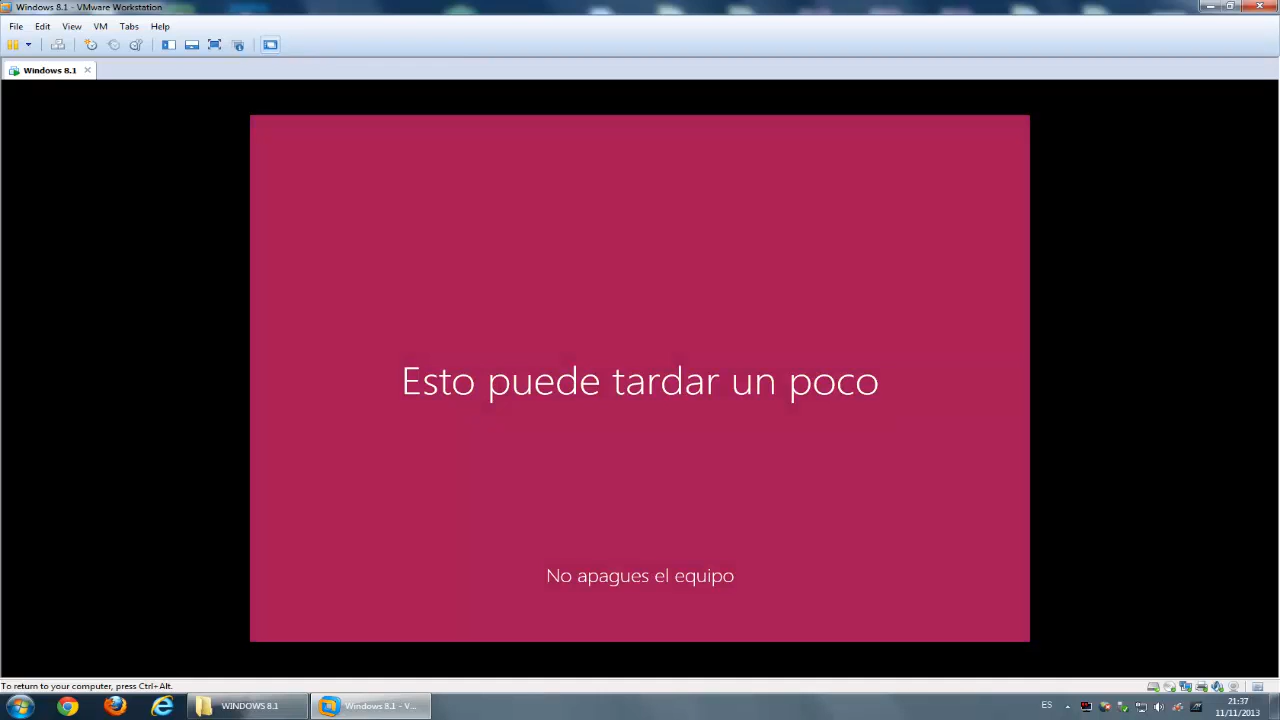 Windows 8.1 - VMware Workstation
File Edit View VM Tabs Help
Windows 8.1
Esto puede tardar un poco
No apagues el equipo
To return to your computer, press Ctrl+Alt.
WINDOWS 8.1
Windows 8.1 - V...
ES
21:37
11/11/2013